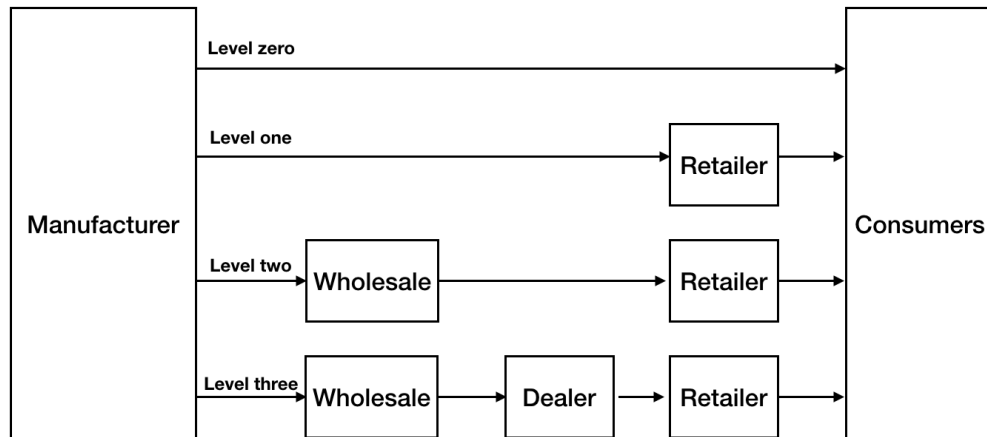 Level zero
Level one
Retailer
Manufacturer
Consumers
Level two
Wholesale
Retailer
Level three
Wholesale
Dealer
Retailer